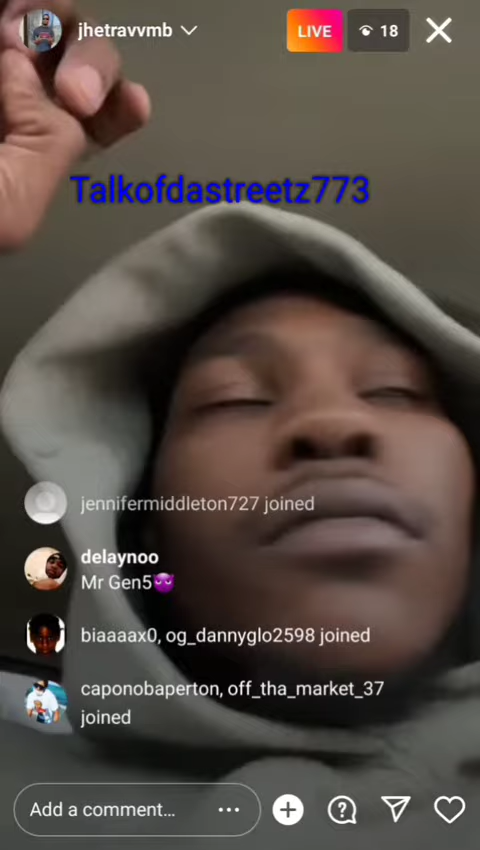 jhetravvmb
LIVE
18
Talkofdastreetz773
jennifermiddleton727 joined
delaynoo
Mr Gen5😈
biaaaax0, og_dannyglo2598 joined
caponobaperton, off_tha_market_37
joined
Add a comment...